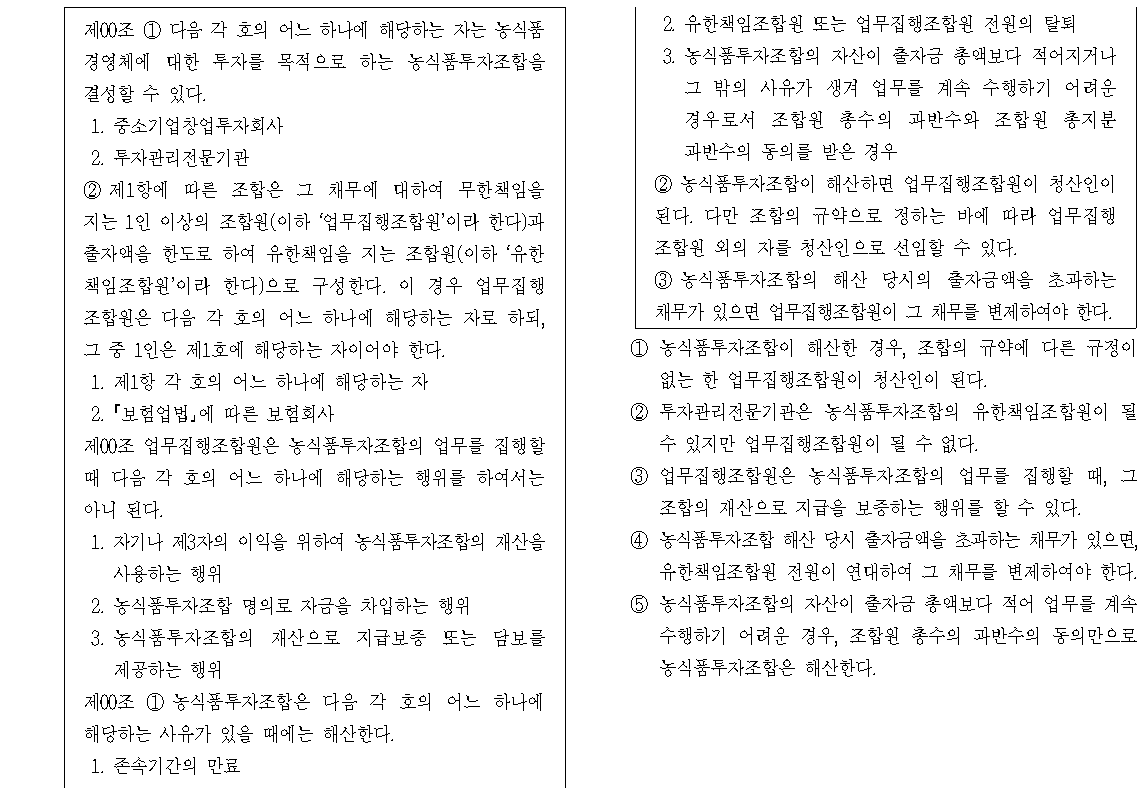 제00조 ① 다음 각 호의 어느 하나에 해당하는 자는 농식품
경영체에 대한 투자를 목적으로 하는 농식품투자조합을
결성할 수 있다.
1. 중소기업창업투자회사
2. 투자관리전문기관
② 제1항에 따른 조합은 그 채무에 대하여 무한책임을
지는 1인 이상의 조합원(이하 ‘업무집행조합원’이라 한다)과
출자액을 한도로 하여 유한책임을 지는 조합원(이하 ‘유한
책임조합원’이라 한다)으로 구성한다. 이 경우 업무집행
조합원은 다음 각 호의 어느 하나에 해당하는 자로 하되,
그 중 1인은 제1호에 해당하는 자이어야 한다.
1. 제1항 각 호의 어느 하나에 해당하는 자
2. 「보험업법」에 따른 보험회사
제00조 업무집행조합원은 농식품투자조합의 업무를 집행할
때 다음 각 호의 어느 하나에 해당하는 행위를 하여서는
아니 된다.
1. 자기나 제3자의 이익을 위하여 농식품투자조합의 재산을
사용하는 행위
2. 농식품투자조합 명의로 자금을 차입하는 행위
3. 농식품투자조합의 재산으로 지급보증 또는 담보를
제공하는 행위
제00조 ① 농식품투자조합은 다음 각 호의 어느 하나에
해당하는 사유가 있을 때에는 해산한다.
1. 존속기간의 만료
2. 유한책임조합원 또는 업무집행조합원 전원의 탈퇴
3. 농식품투자조합의 자산이 출자금 총액보다 적어지거나
그 밖의 사유가 생겨 업무를 계속 수행하기 어려운
경우로서 조합원 총수의 과반수와 조합원 총지분
과반수의 동의를 받은 경우
② 농식품투자조합이 해산하면 업무집행조합원이 청산인이
된다. 다만 조합의 규약으로 정하는 바에 따라 업무집행
조합원 외의 자를 청산인으로 선임할 수 있다.
③ 농식품투자조합의 해산 당시의 출자금액을 초과하는
채무가 있으면 업무집행조합원이 그 채무를 변제하여야 한다.
① 농식품투자조합이 해산한 경우, 조합의 규약에 다른 규정이
없는 한 업무집행조합원이 청산인이 된다.
② 투자관리전문기관은 농식품투자조합의 유한책임조합원이 될
수 있지만 업무집행조합원이 될 수 없다.
③ 업무집행조합원은 농식품투자조합의 업무를 집행할 때, 그
조합의 재산으로 지급을 보증하는 행위를 할 수 있다.
④ 농식품투자조합 해산 당시 출자금액을 초과하는 채무가 있으면,
유한책임조합원 전원이 연대하여 그 채무를 변제하여야 한다.
⑤ 농식품투자조합의 자산이 출자금 총액보다 적어 업무를 계속
수행하기 어려운 경우, 조합원 총수의 과반수의 동의만으로
농식품투자조합은 해산한다.